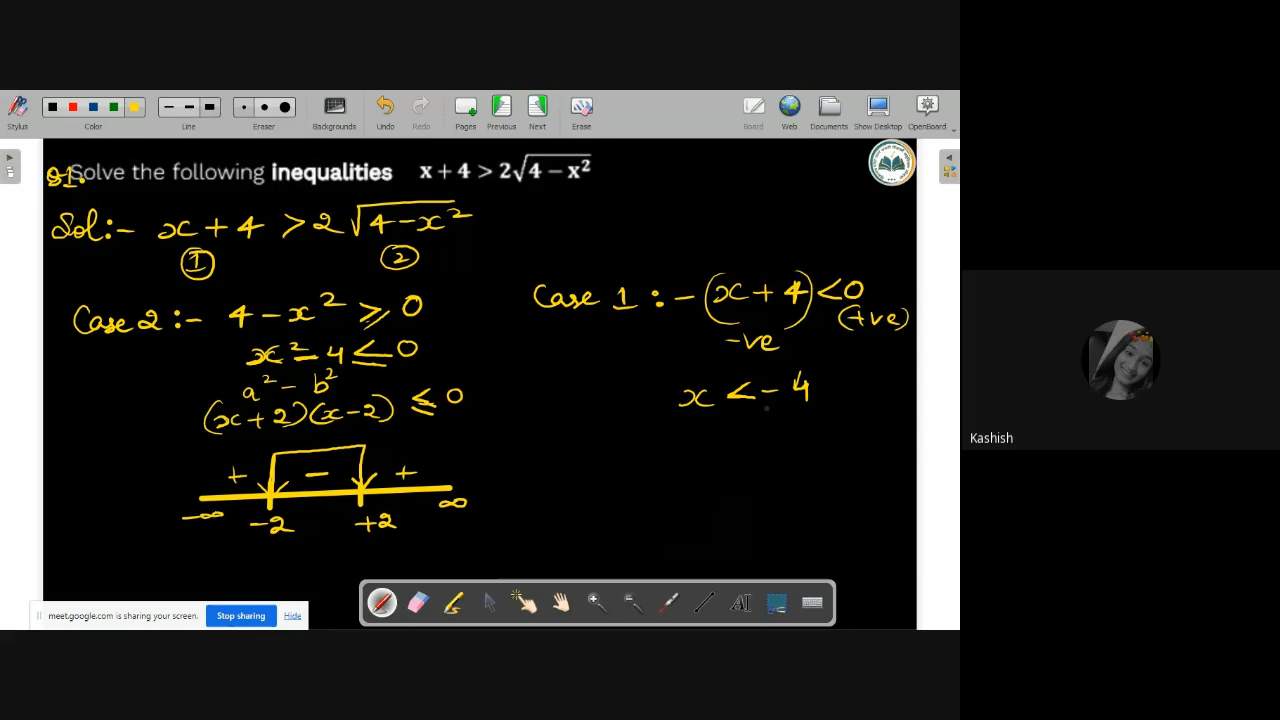 Stylus Color Line Eraser Backgrounds Undo Redo Pages Previous Next Erase Board Web Documents Show Desktop OpenBoard
Q1. Solve the following inequalities x + 4 > 2√(4 − x²)
Sol:- x + 4 > 2√(4 − x²)
① ②
Case 2 :- 4 − x² ≥ 0
x² − 4 ≤ 0
a² − b²
(x+2)(x−2) ≤ 0
+ − +
−∞ −2 +2 ∞
Case 1 :- (x + 4) < 0
−ve (+ve)
x < − 4
Kashish
meet.google.com is sharing your screen. Stop sharing Hide
AI